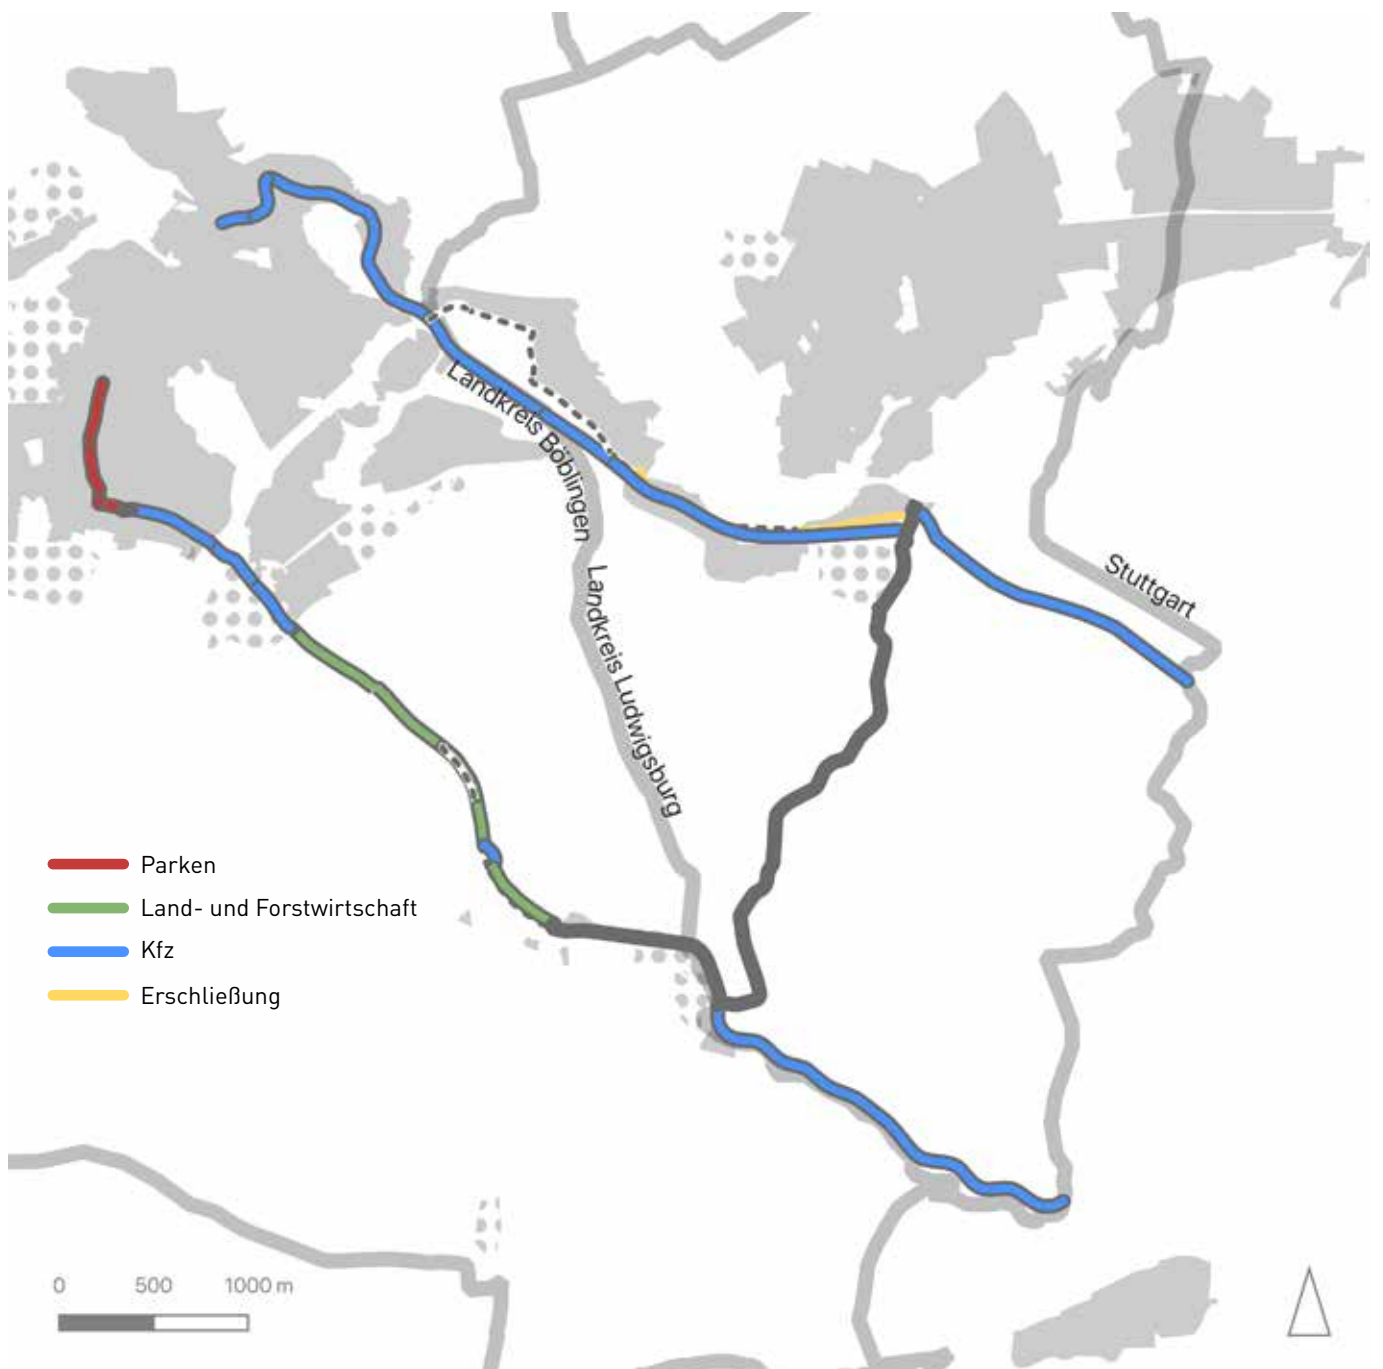 Landkreis Böblingen
Stuttgart
Landkreis Ludwigsburg
Parken
Land- und Forstwirtschaft
Kfz
Erschließung
0 500 1000 m